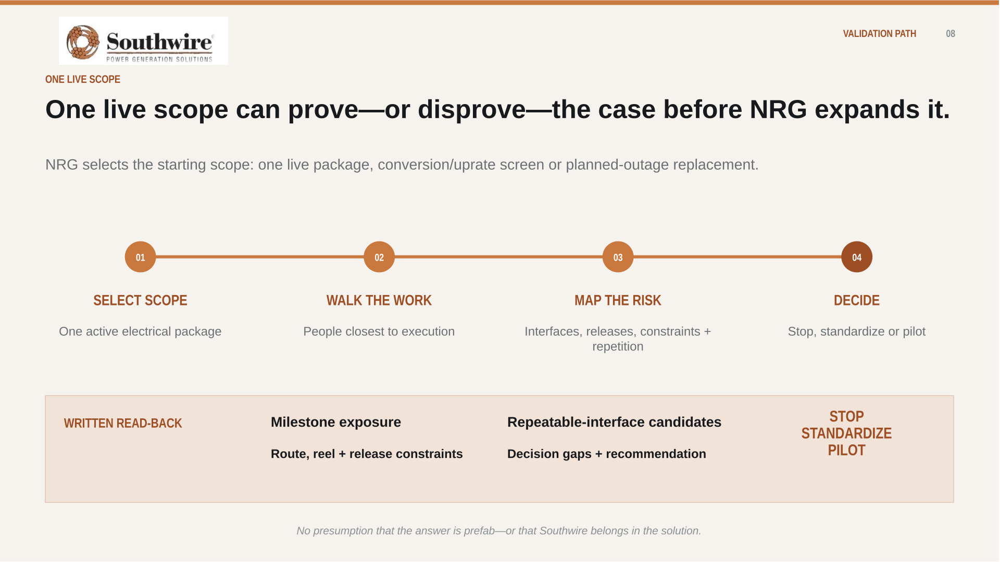 Southwire
POWER GENERATION SOLUTIONS
VALIDATION PATH 08
ONE LIVE SCOPE
One live scope can prove—or disprove—the case before NRG expands it.
NRG selects the starting scope: one live package, conversion/uprate screen or planned-outage replacement.
01
02
03
04
SELECT SCOPE
One active electrical package
WALK THE WORK
People closest to execution
MAP THE RISK
Interfaces, releases, constraints +
repetition
DECIDE
Stop, standardize or pilot
WRITTEN READ-BACK
Milestone exposure
Route, reel + release constraints
Repeatable-interface candidates
Decision gaps + recommendation
STOP
STANDARDIZE
PILOT
No presumption that the answer is prefab—or that Southwire belongs in the solution.